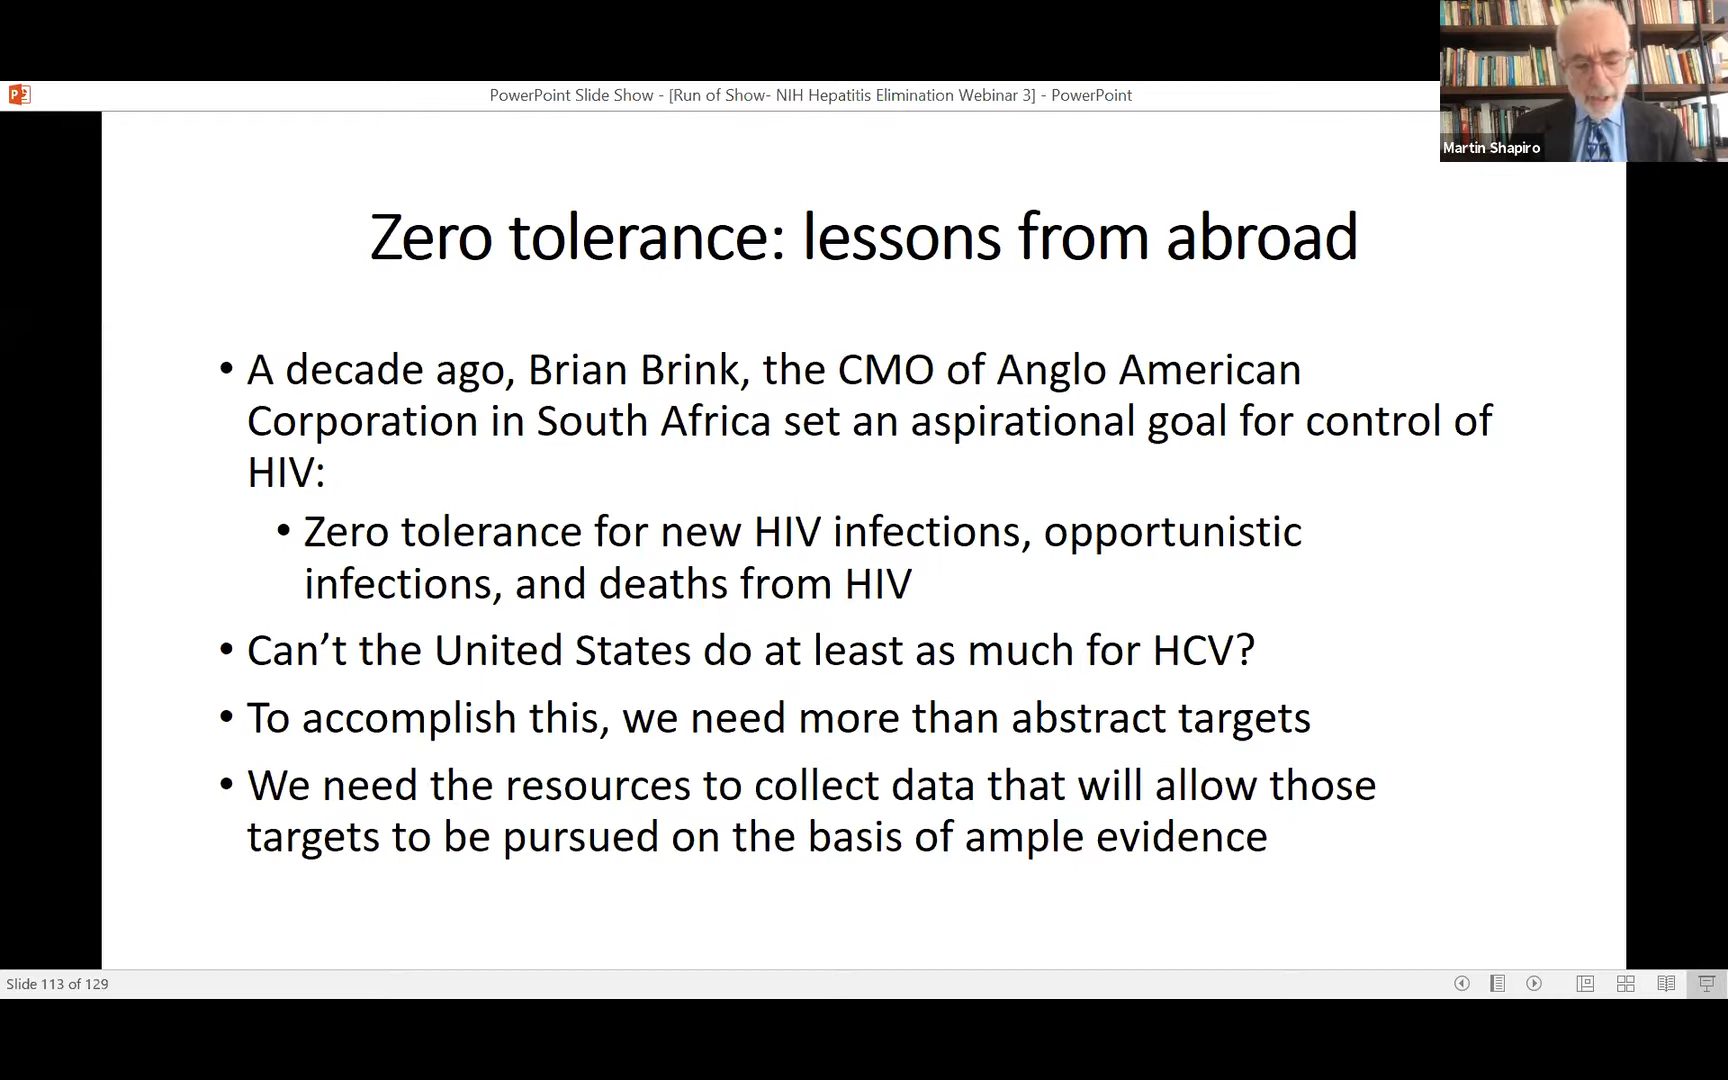 PowerPoint Slide Show - [Run of Show- NIH Hepatitis Elimination Webinar 3] - PowerPoint
Martin Shapiro
Zero tolerance: lessons from abroad
• A decade ago, Brian Brink, the CMO of Anglo American
Corporation in South Africa set an aspirational goal for control of
HIV:
• Zero tolerance for new HIV infections, opportunistic
infections, and deaths from HIV
• Can’t the United States do at least as much for HCV?
• To accomplish this, we need more than abstract targets
• We need the resources to collect data that will allow those
targets to be pursued on the basis of ample evidence
Slide 113 of 129